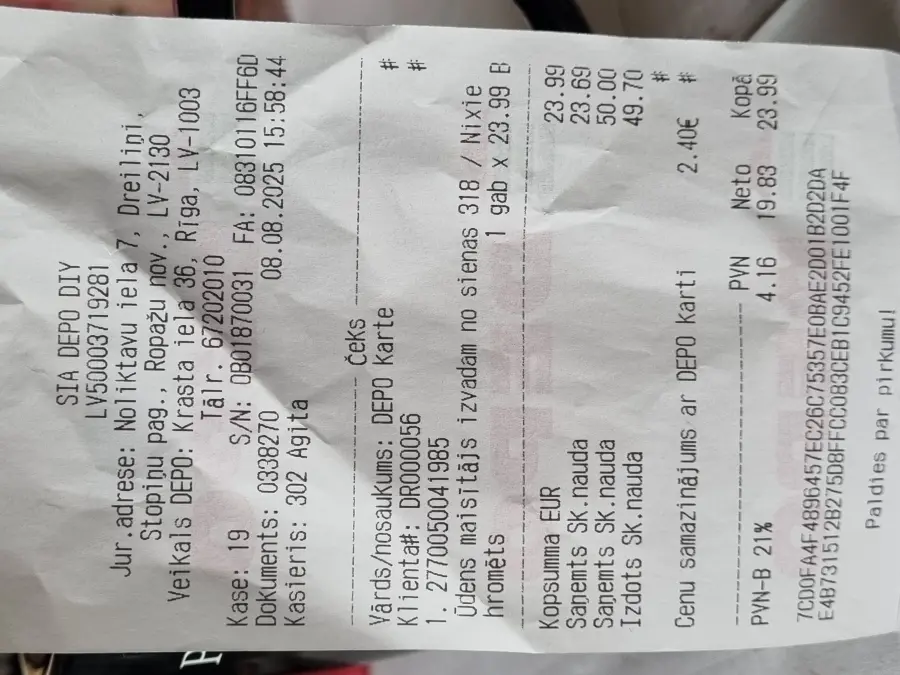 SIA DEPO DIY
LV50003719281
Jur.adrese: Noliktavu iela 7, Dreiliņi,
Stopiņu pag., Ropažu nov., LV-2130
Veikals DEPO: Krasta iela 36, Rīga, LV-1003
Tālr. 67202010
Kase: 19 S/N: 0B01870031 FA: 08310116FF6D
Dokuments: 0338270 08.08.2025 15:58:44
Kasieris: 302 Agita
Čeks
Vārds/nosaukums: DEPO Karte #
Klienta#: DR000056 #
1. 2770050041985
Ūdens maisītājs izvadam no sienas 318 / Nixie
hromēts 1 gab x 23.99 B
Kopsumma EUR 23.99
Saņemts Sk.nauda 23.69
Saņemts Sk.nauda 50.00
Izdots Sk.nauda 49.70
#
Cenu samazinājums ar DEPO karti 2.40€ #
PVN Neto Kopā
PVN-B 21% 4.16 19.83 23.99
7CD0FA4F4896457EC26C75357E0BAE2D01B2D2DA
E4B731512B275D8FFCC083CEB1C9452FE1001F4F
Paldies par pirkumu!